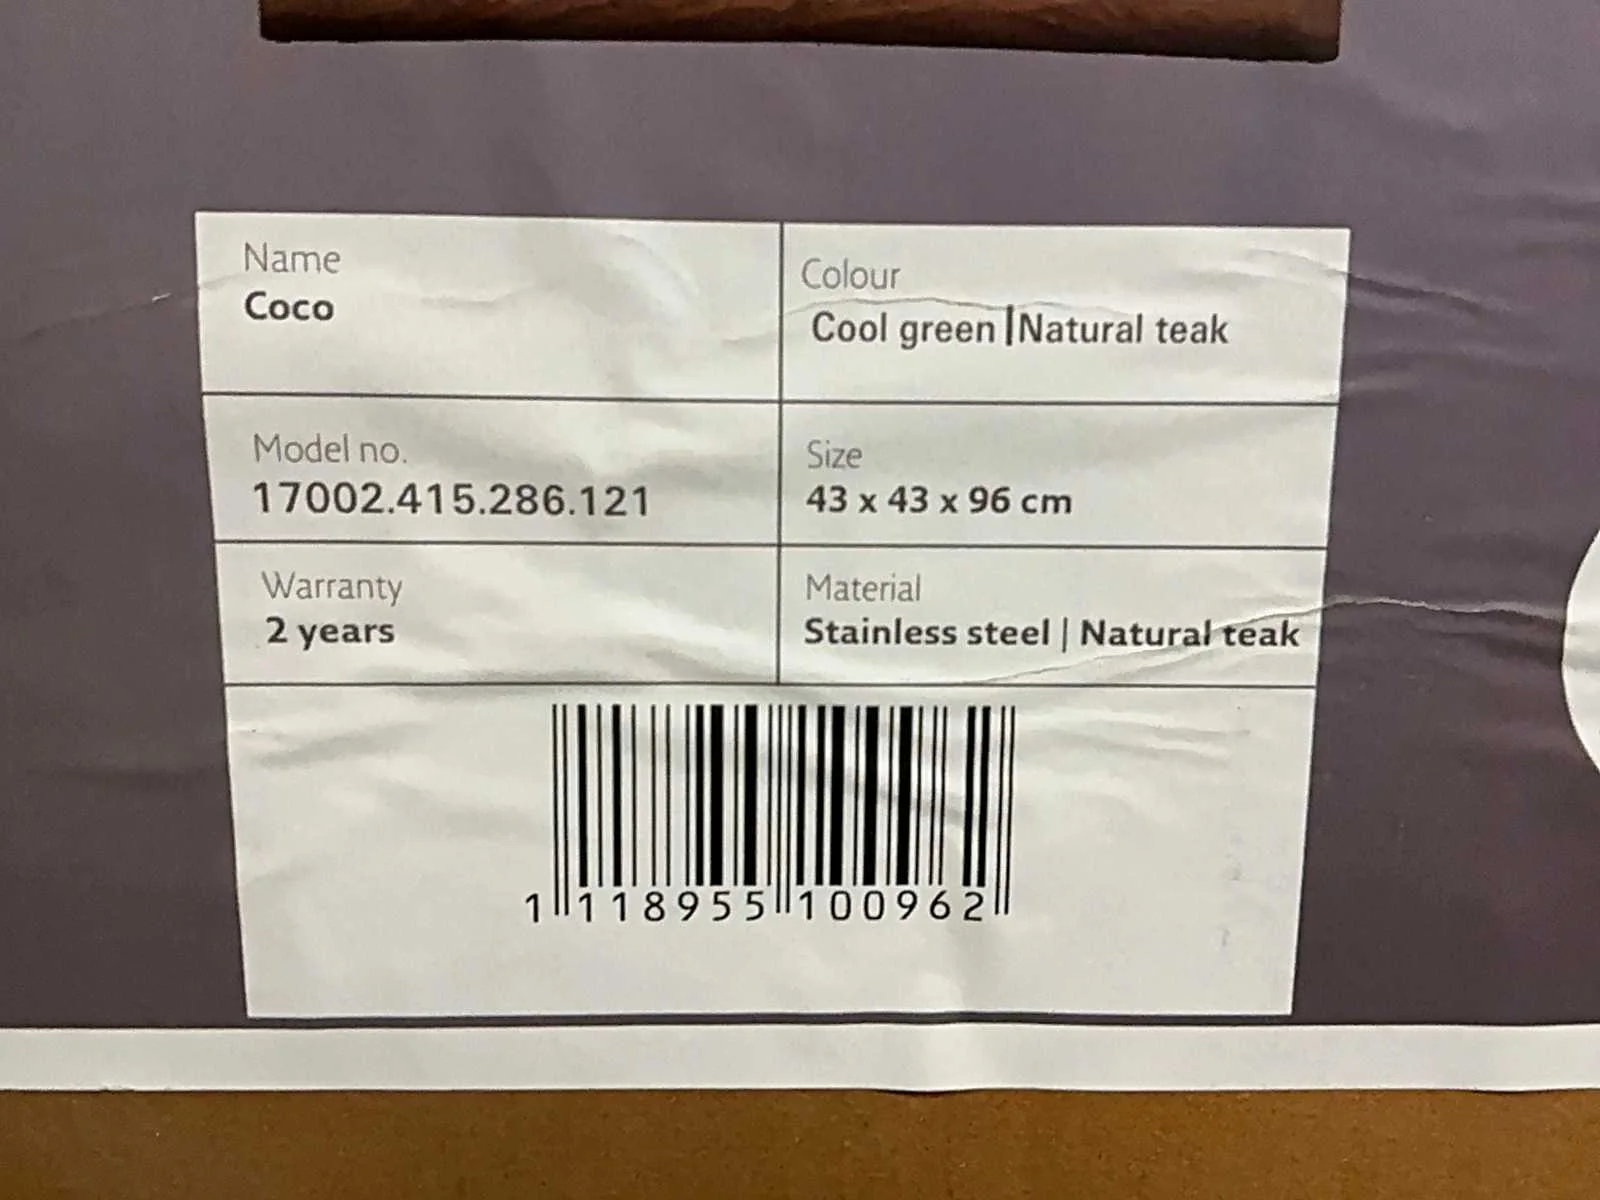 Name
Coco
Colour
Cool green | Natural teak
Model no.
17002.415.286.121
Size
43 x 43 x 96 cm
Warranty
2 years
Material
Stainless steel | Natural teak
1 118955 100962